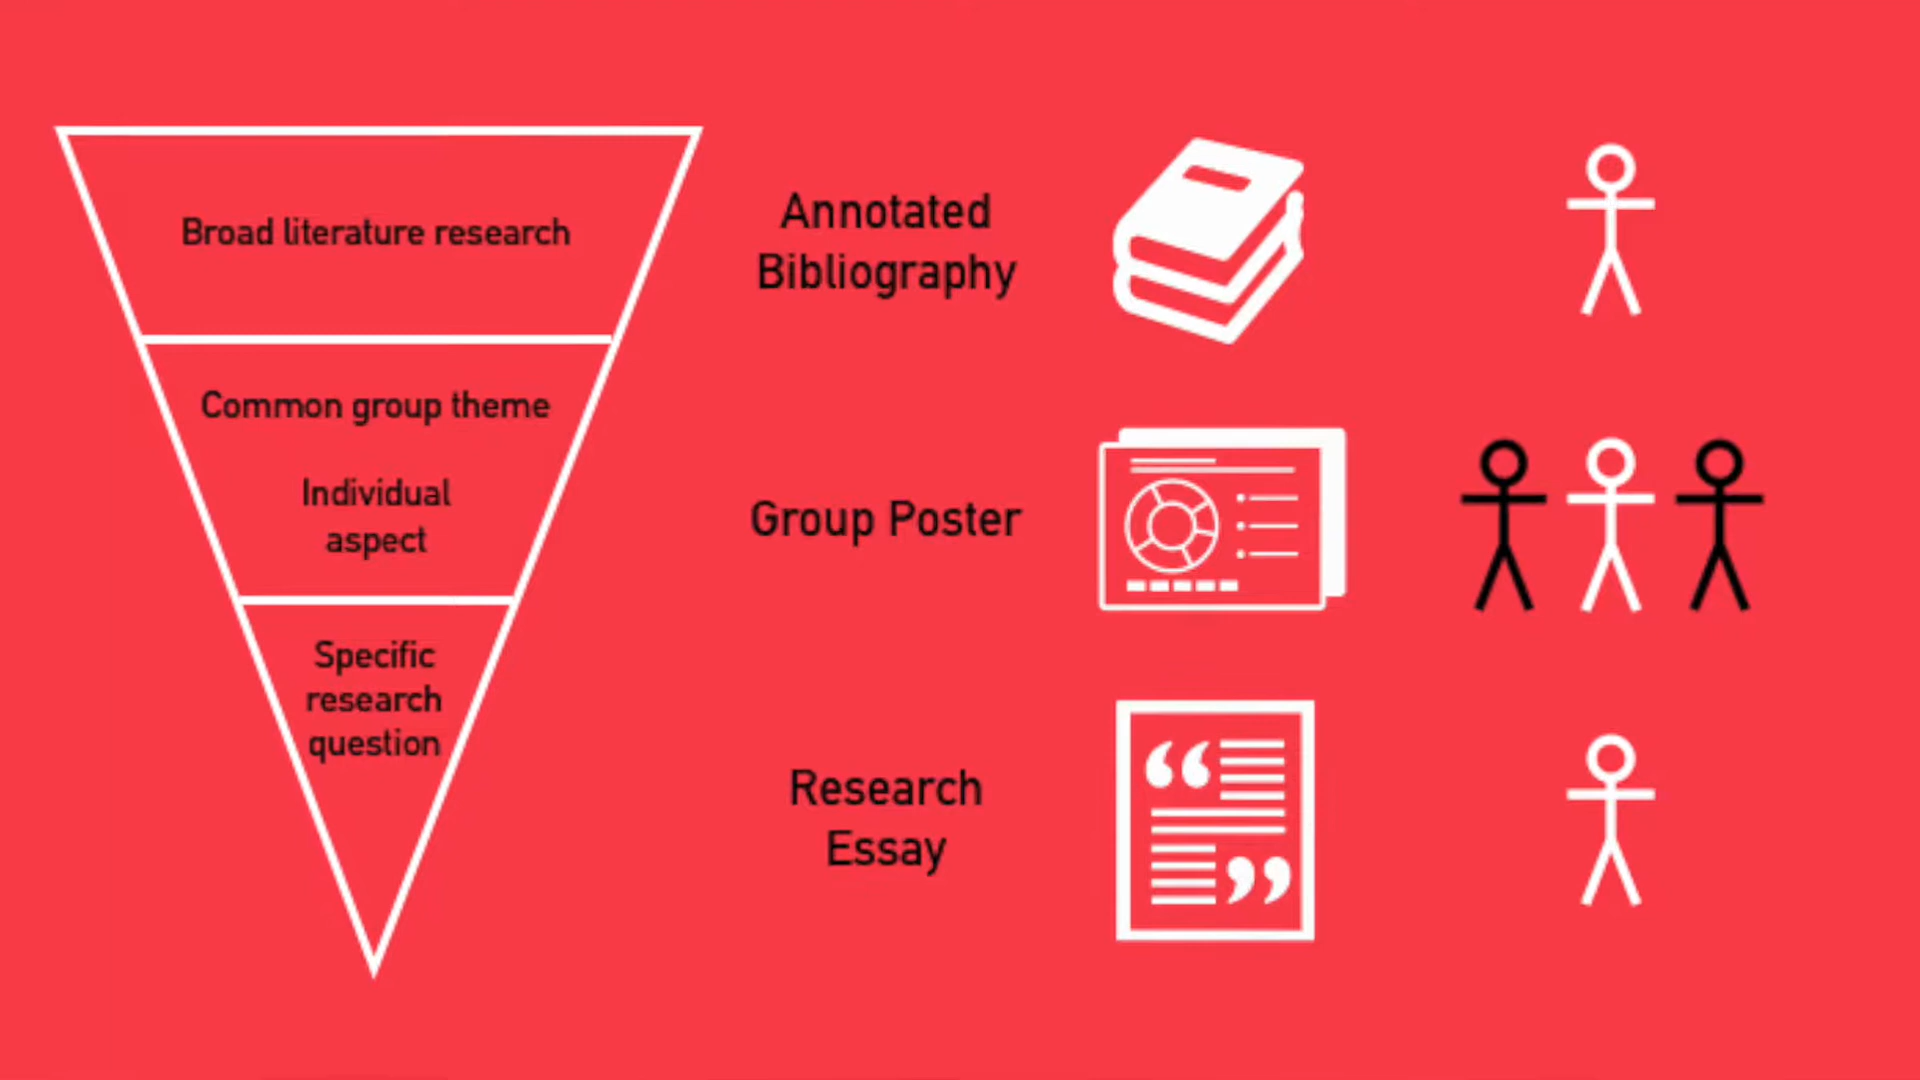 Broad literature research
Common group theme
Individual
aspect
Specific
research
question
Annotated
Bibliography
Group Poster
Research
Essay